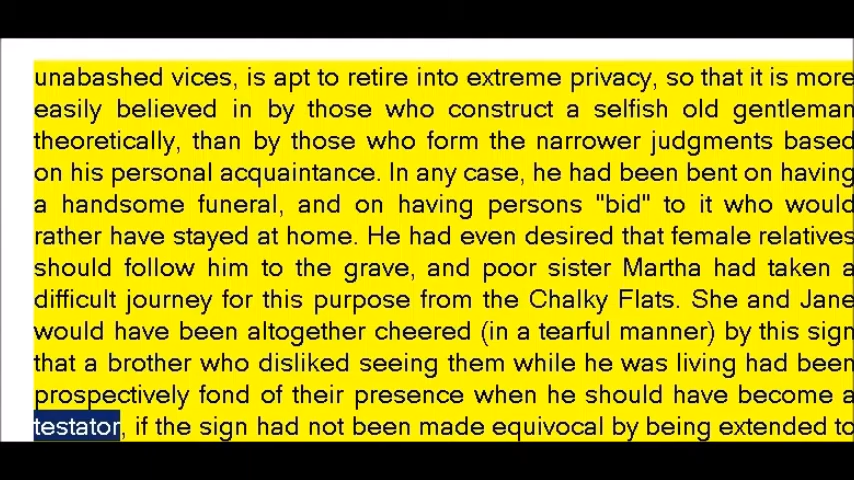 unabashed vices, is apt to retire into extreme privacy, so that it is more
easily believed in by those who construct a selfish old gentleman
theoretically, than by those who form the narrower judgments based
on his personal acquaintance. In any case, he had been bent on having
a handsome funeral, and on having persons "bid" to it who would
rather have stayed at home. He had even desired that female relatives
should follow him to the grave, and poor sister Martha had taken a
difficult journey for this purpose from the Chalky Flats. She and Jane
would have been altogether cheered (in a tearful manner) by this sign
that a brother who disliked seeing them while he was living had been
prospectively fond of their presence when he should have become a
testator, if the sign had not been made equivocal by being extended to